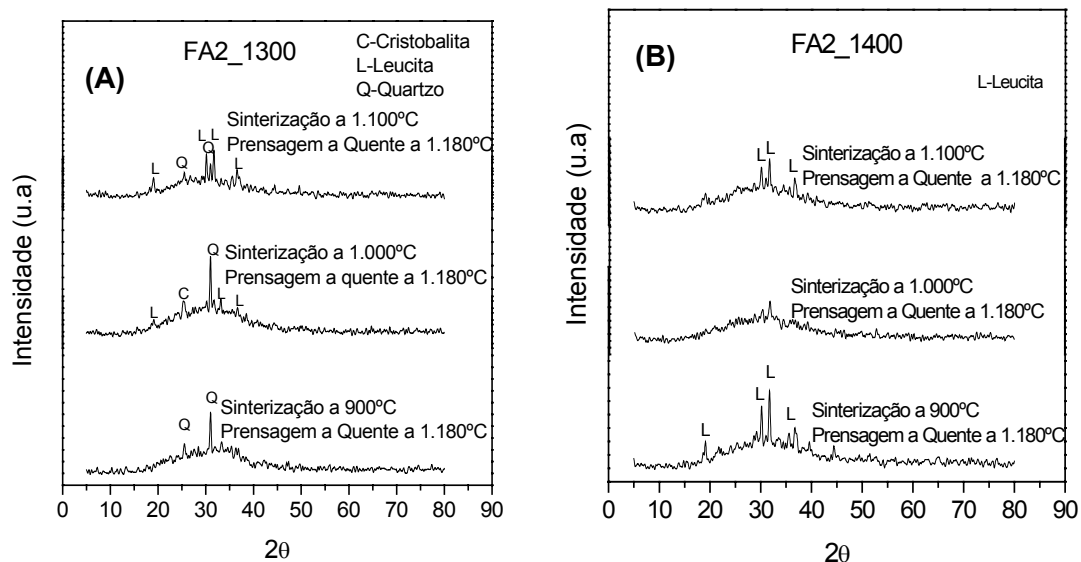 FA2_1300
(A)
C-Cristobalita
L-Leucita
Q-Quartzo
Sinterização a 1.100ºC
Prensagem a Quente a 1.180ºC
L
Q
L
Q
L
L
Sinterização a 1.000ºC
Prensagem a quente a 1.180ºC
L
C
Q
L
L
Sinterização a 900ºC
Prensagem a Quente a 1.180ºC
Q
Q
Intensidade (u.a)
0 10 20 30 40 50 60 70 80 90
2θ
FA2_1400
(B)
L-Leucita
Sinterização a 1.100ºC
Prensagem a Quente a 1.180ºC
L
L
L
Sinterização a 1.000ºC
Prensagem a Quente a 1.180ºC
Sinterização a 900ºC
Prensagem a Quente a 1.180ºC
L
L
L
L
Intensidade (u.a)
0 10 20 30 40 50 60 70 80 90
2θ